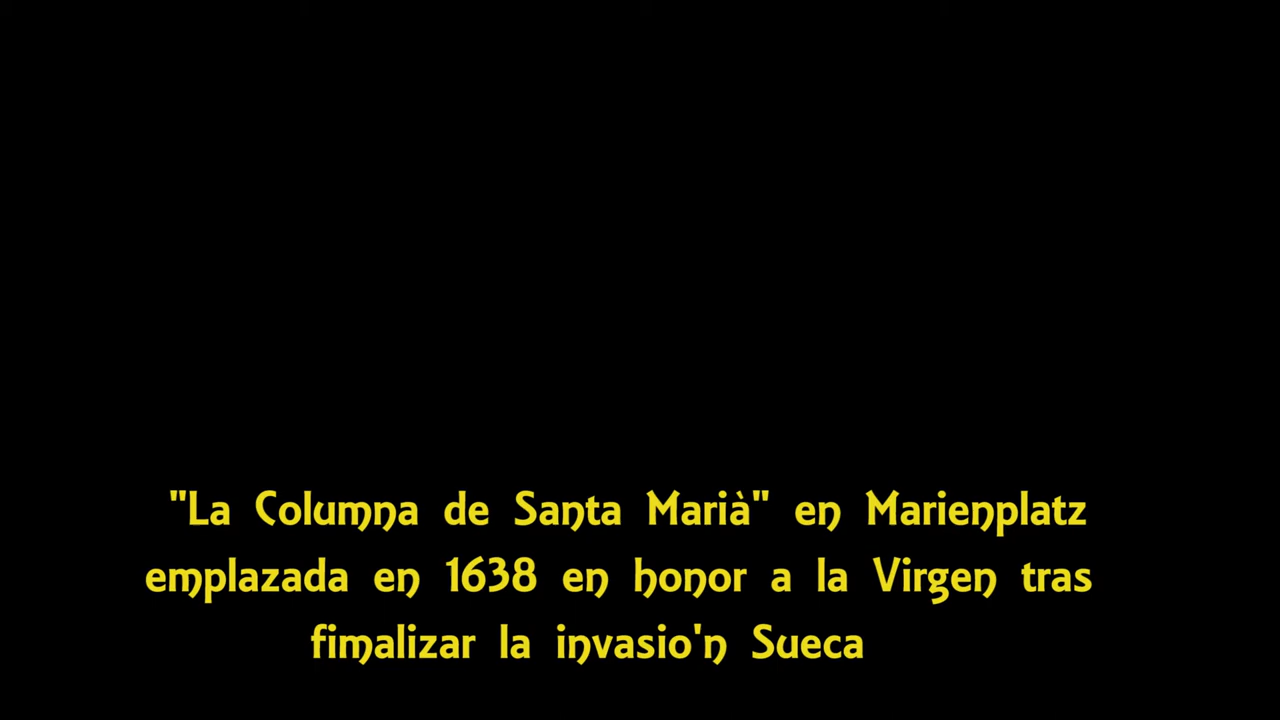 "La Columna de Santa Marià" en Marienplatz
emplazada en 1638 en honor a la Virgen tras
fimalizar la invasio'n Sueca